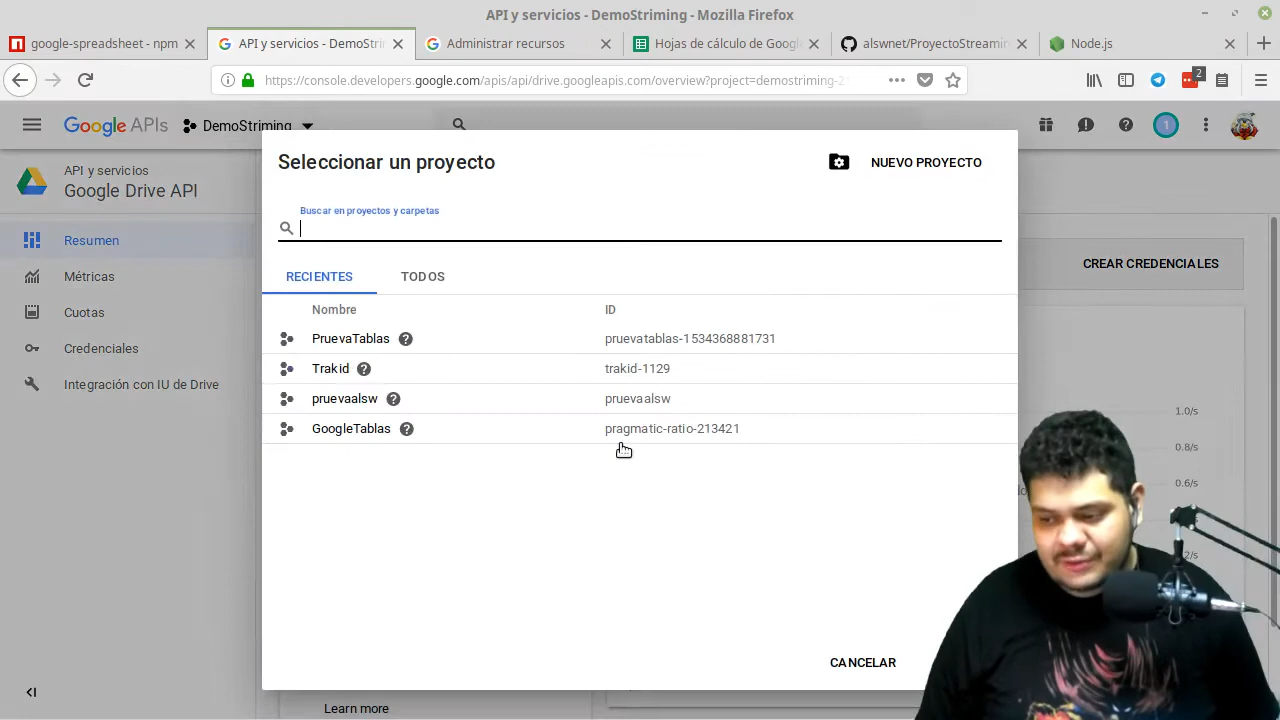 API y servicios - DemoStriming - Mozilla Firefox
google-spreadsheet - npm
API y servicios - DemoStri
Administrar recursos
Hojas de cálculo de Google
alswnet/ProyectoStreamin
Node.js
https://console.developers.google.com/apis/api/drive.googleapis.com/overview?project=demostriming-2
2
Google APIs
DemoStriming
1
API y servicios
Google Drive API
Resumen
Métricas
Cuotas
Credenciales
Integración con IU de Drive
Seleccionar un proyecto
NUEVO PROYECTO
Buscar en proyectos y carpetas
RECIENTES
TODOS
Nombre
ID
PruevaTablas
pruevatablas-1534368881731
Trakid
trakid-1129
pruevaalsw
pruevaalsw
GoogleTablas
pragmatic-ratio-213421
CANCELAR
CREAR CREDENCIALES
1.0/s
0.8/s
0.6/s
2/s
Learn more